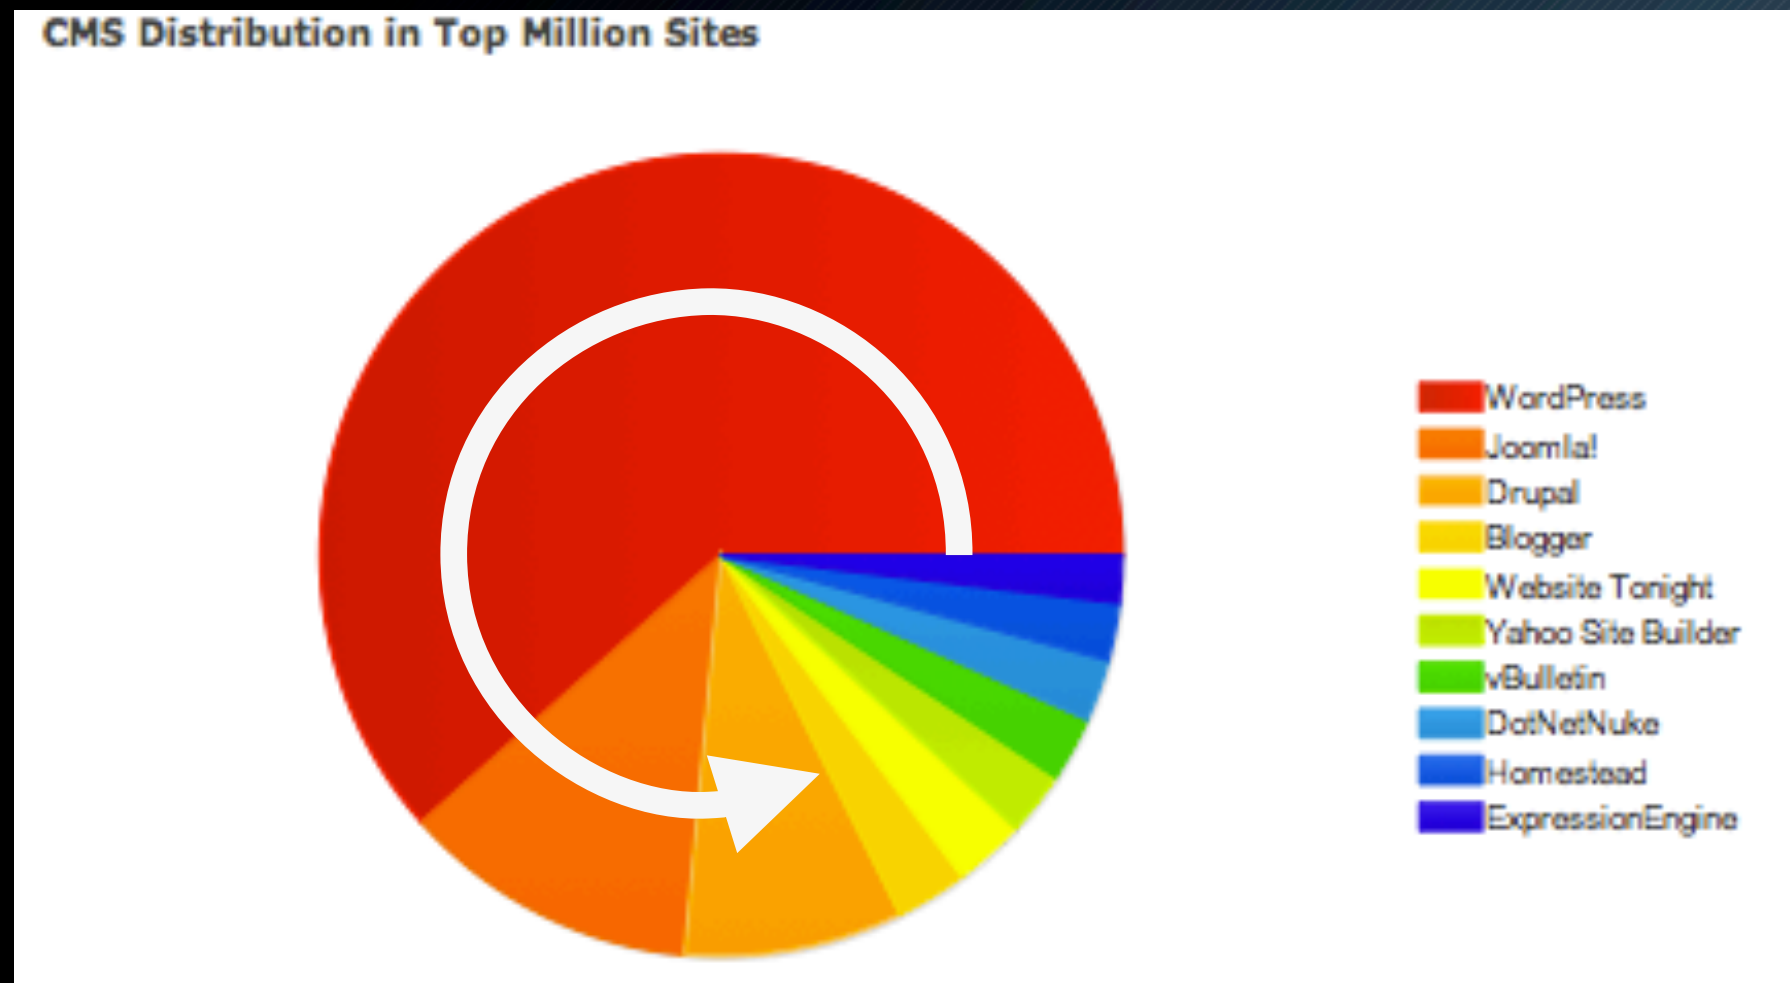 CMS Distribution in Top Million Sites
WordPress
Joomla!
Drupal
Blogger
Website Tonight
Yahoo Site Builder
vBulletin
DotNetNuke
Homestead
ExpressionEngine